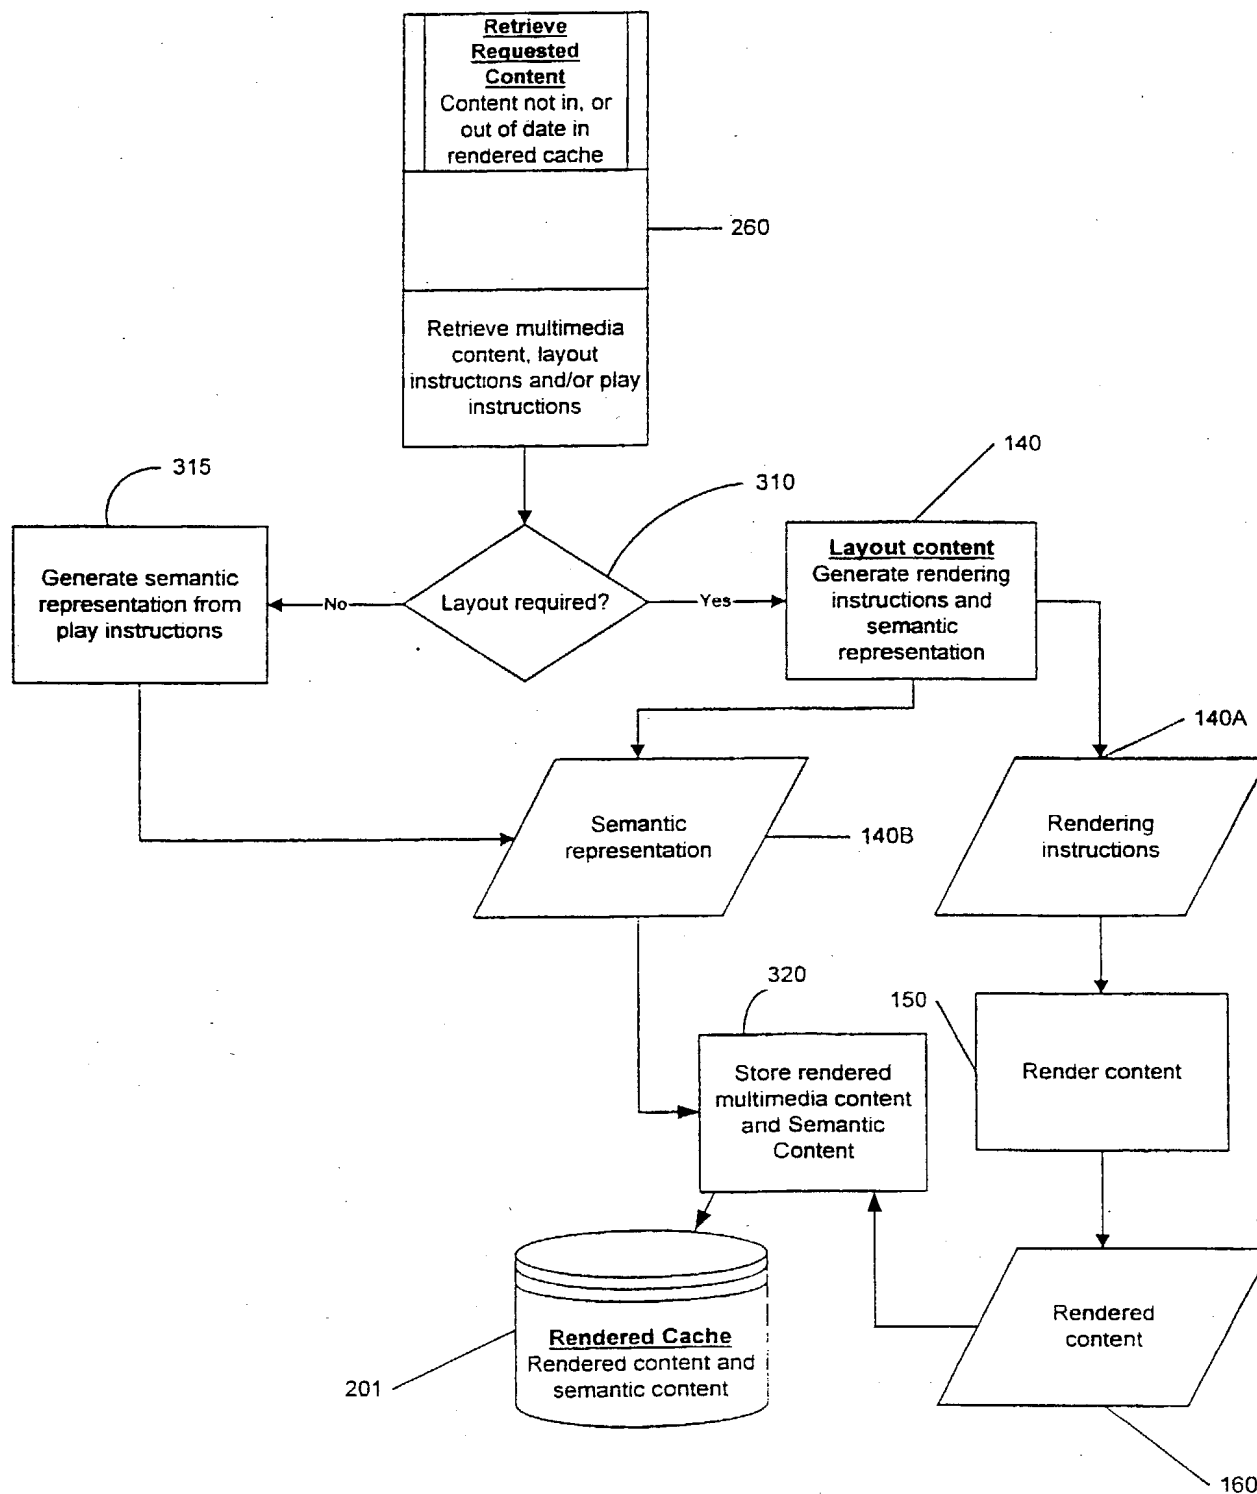 Retrieve
Requested
Content
Content not in, or
out of date in
rendered cache
260
Retrieve multimedia
content, layout
instructions and/or play
instructions
315
310
140
Generate semantic
representation from
play instructions
No
Layout required?
Yes
Layout content
Generate rendering
instructions and
semantic
representation
140A
Semantic
representation
140B
Rendering
instructions
320
150
Store rendered
multimedia content
and Semantic
Content
Render content
Rendered Cache
Rendered content and
semantic content
201
Rendered
content
160